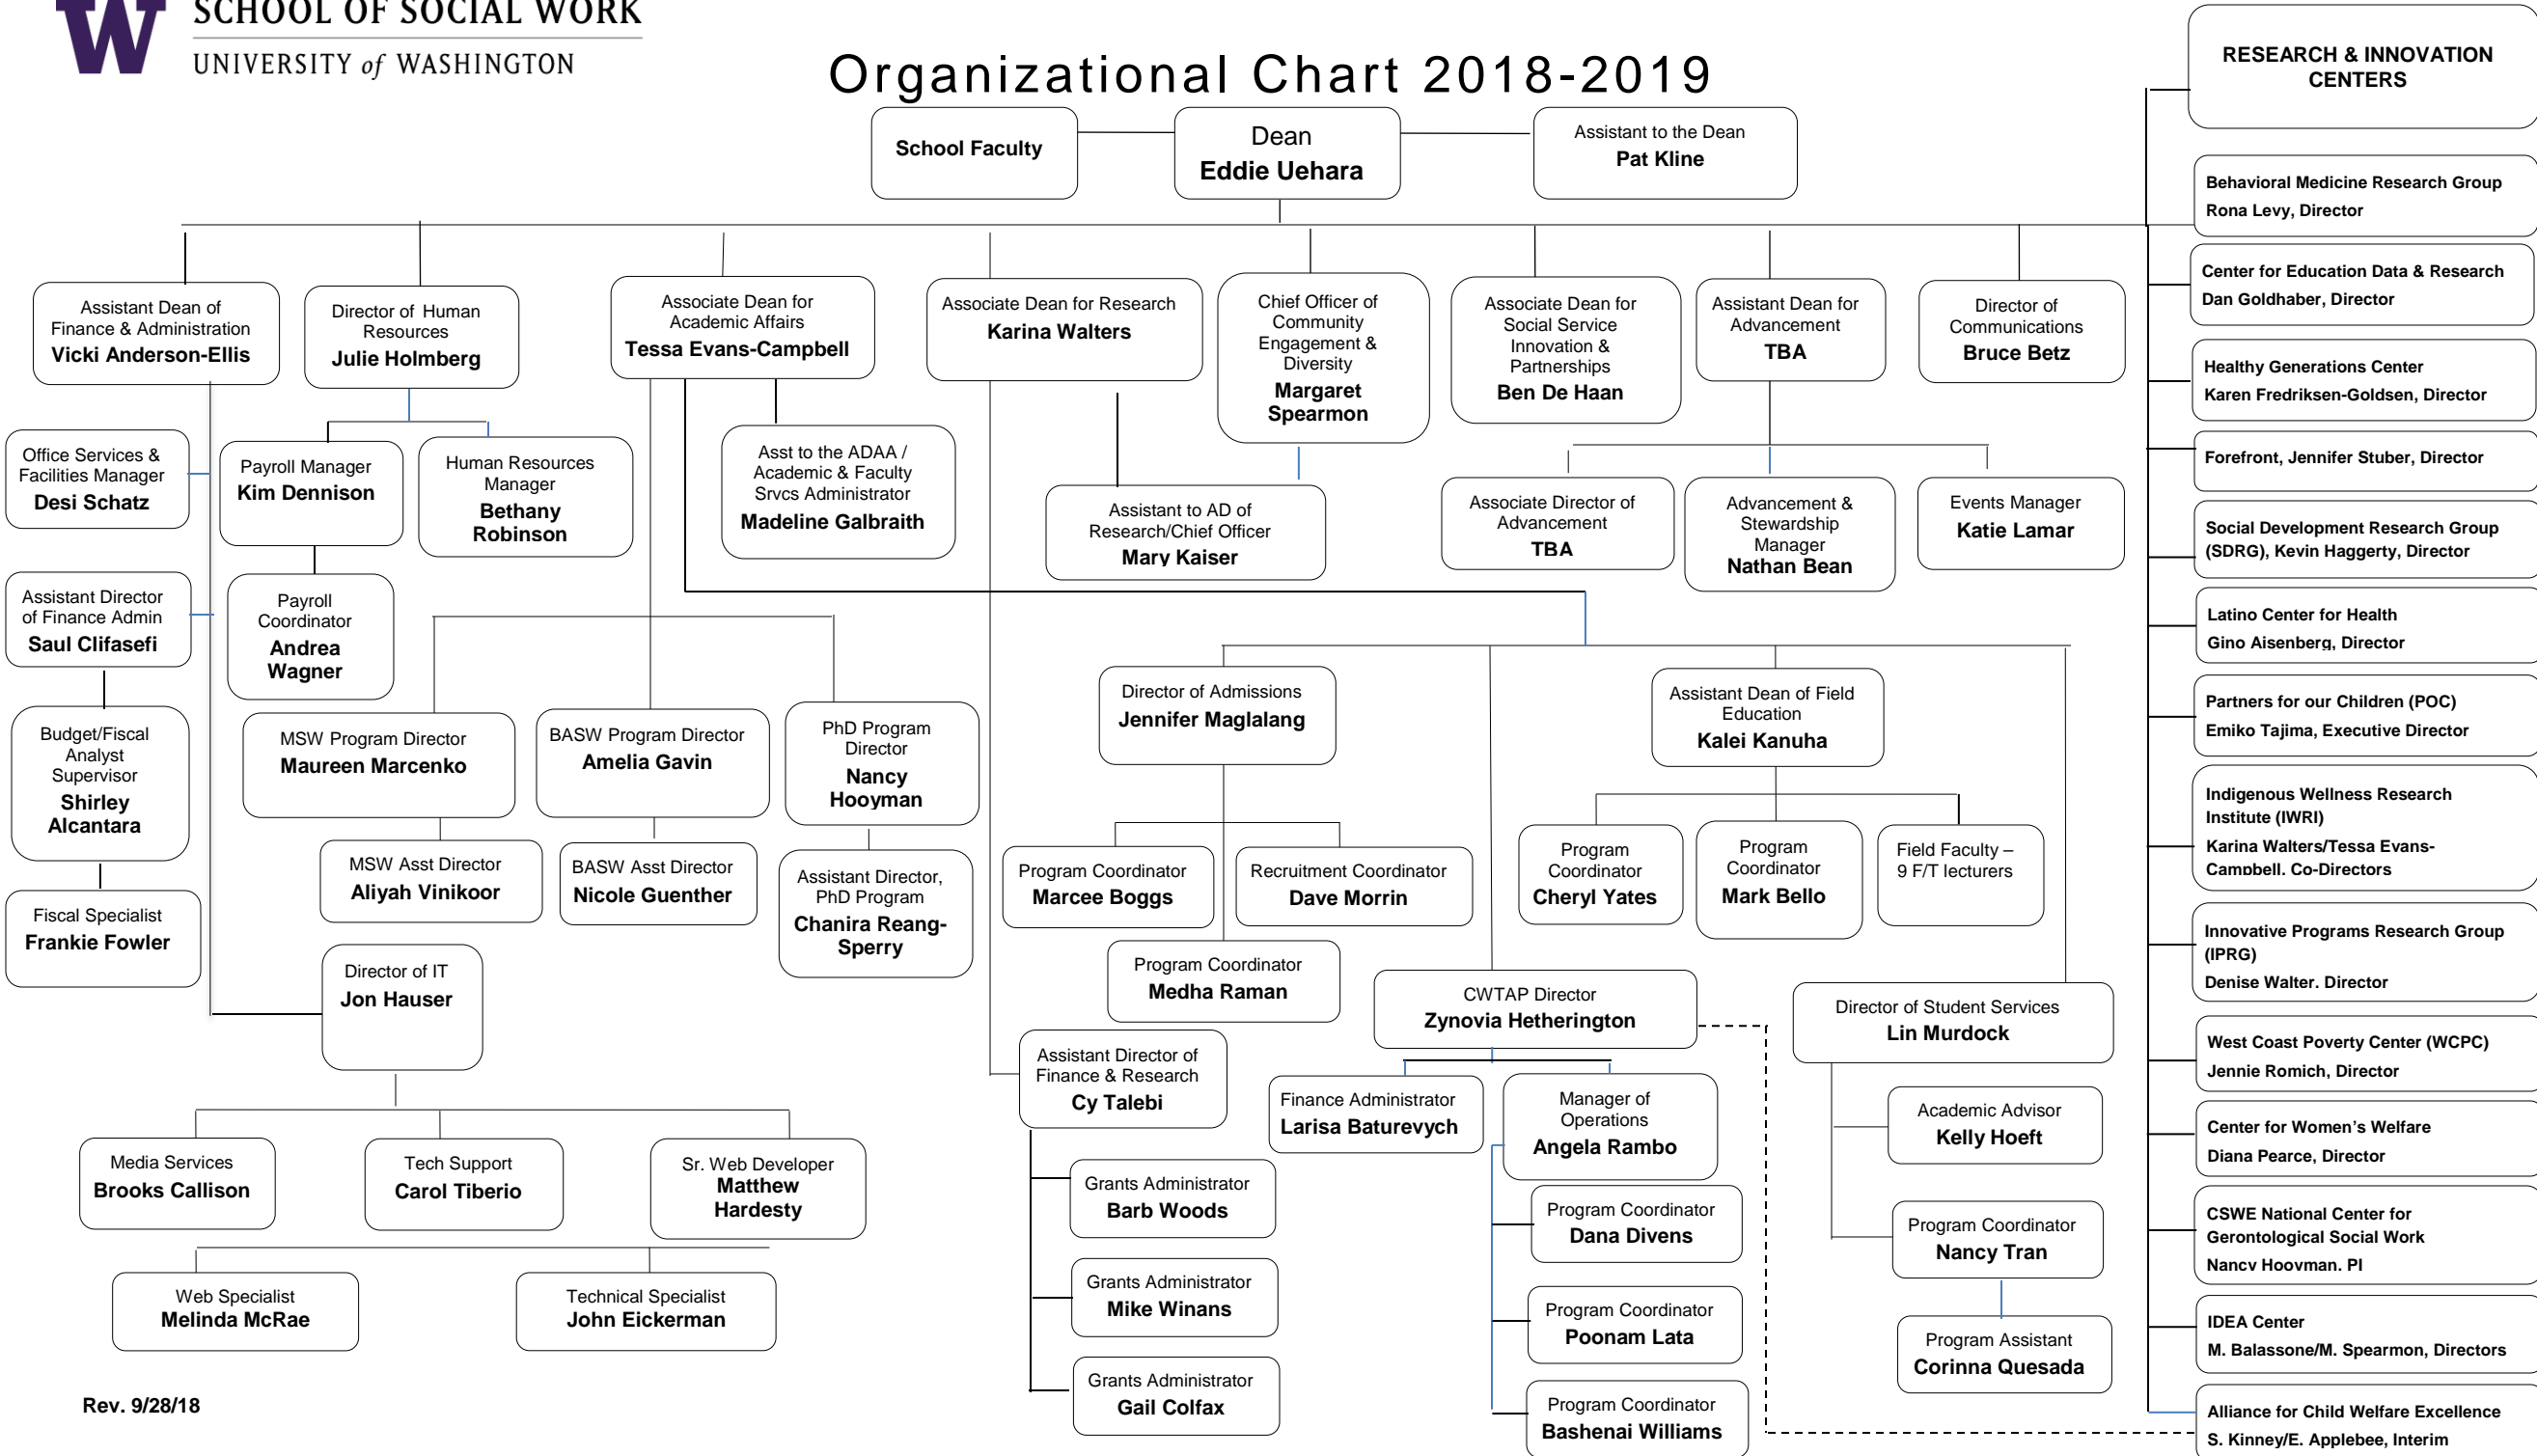 SCHOOL OF SOCIAL WORK
UNIVERSITY of WASHINGTON
Organizational Chart 2018-2019
School Faculty
Dean
Eddie Uehara
Assistant to the Dean
Pat Kline
Assistant Dean of
Finance & Administration
Vicki Anderson-Ellis
Director of Human
Resources
Julie Holmberg
Associate Dean for
Academic Affairs
Tessa Evans-Campbell
Associate Dean for Research
Karina Walters
Chief Officer of
Community
Engagement &
Diversity
Margaret
Spearmon
Associate Dean for
Social Service
Innovation &
Partnerships
Ben De Haan
Assistant Dean for
Advancement
TBA
Director of
Communications
Bruce Betz
Office Services &
Facilities Manager
Desi Schatz
Payroll Manager
Kim Dennison
Human Resources
Manager
Bethany
Robinson
Asst to the ADAA /
Academic & Faculty
Srvcs Administrator
Madeline Galbraith
Assistant to AD of
Research/Chief Officer
Mary Kaiser
Associate Director of
Advancement
TBA
Advancement &
Stewardship
Manager
Nathan Bean
Events Manager
Katie Lamar
Assistant Director
of Finance Admin
Saul Clifasefi
Payroll
Coordinator
Andrea
Wagner
Budget/Fiscal
Analyst
Supervisor
Shirley
Alcantara
MSW Program Director
Maureen Marcenko
BASW Program Director
Amelia Gavin
PhD Program
Director
Nancy
Hooyman
Director of Admissions
Jennifer Maglalang
Assistant Dean of Field
Education
Kalei Kanuha
MSW Asst Director
Aliyah Vinikoor
BASW Asst Director
Nicole Guenther
Assistant Director,
PhD Program
Chanira Reang-
Sperry
Program Coordinator
Marcee Boggs
Recruitment Coordinator
Dave Morrin
Program
Coordinator
Cheryl Yates
Program
Coordinator
Mark Bello
Field Faculty –
9 F/T lecturers
Fiscal Specialist
Frankie Fowler
Director of IT
Jon Hauser
Program Coordinator
Medha Raman
CWTAP Director
Zynovia Hetherington
Director of Student Services
Lin Murdock
Assistant Director of
Finance & Research
Cy Talebi
Finance Administrator
Larisa Baturevych
Manager of
Operations
Angela Rambo
Academic Advisor
Kelly Hoeft
Media Services
Brooks Callison
Tech Support
Carol Tiberio
Sr. Web Developer
Matthew
Hardesty
Grants Administrator
Barb Woods
Program Coordinator
Dana Divens
Program Coordinator
Nancy Tran
Web Specialist
Melinda McRae
Technical Specialist
John Eickerman
Grants Administrator
Mike Winans
Program Coordinator
Poonam Lata
Program Assistant
Corinna Quesada
Grants Administrator
Gail Colfax
Program Coordinator
Bashenai Williams
Rev. 9/28/18
RESEARCH & INNOVATION
CENTERS
Behavioral Medicine Research Group
Rona Levy, Director
Center for Education Data & Research
Dan Goldhaber, Director
Healthy Generations Center
Karen Fredriksen-Goldsen, Director
Forefront, Jennifer Stuber, Director
Social Development Research Group
(SDRG), Kevin Haggerty, Director
Latino Center for Health
Gino Aisenberg, Director
Partners for our Children (POC)
Emiko Tajima, Executive Director
Indigenous Wellness Research
Institute (IWRI)
Karina Walters/Tessa Evans-
Campbell, Co-Directors
Innovative Programs Research Group
(IPRG)
Denise Walter, Director
West Coast Poverty Center (WCPC)
Jennie Romich, Director
Center for Women's Welfare
Diana Pearce, Director
CSWE National Center for
Gerontological Social Work
Nancy Hooyman, PI
IDEA Center
M. Balassone/M. Spearmon, Directors
Alliance for Child Welfare Excellence
S. Kinney/E. Applebee, Interim